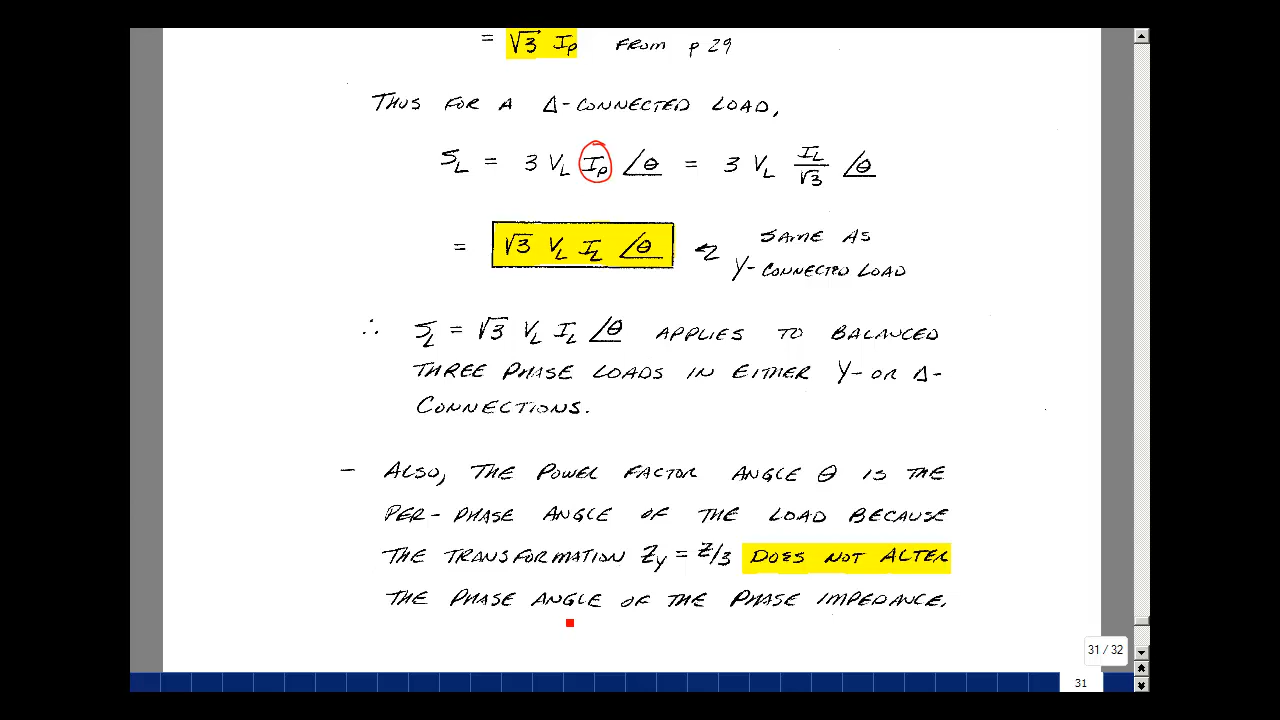 = √3 Ip FROM p 29
THUS FOR A Δ-CONNECTED LOAD,
SL = 3 VL Ip ∠θ = 3 VL IL/√3 ∠θ
= √3 VL IL ∠θ SAME AS
Y-CONNECTED LOAD
∴ SL = √3 VL IL ∠θ APPLIES TO BALANCED
THREE PHASE LOADS IN EITHER Y- OR Δ-
CONNECTIONS.
- ALSO, THE POWER FACTOR ANGLE θ IS THE
PER-PHASE ANGLE OF THE LOAD BECAUSE
THE TRANSFORMATION ZY = Z/3 DOES NOT ALTER
THE PHASE ANGLE OF THE PHASE IMPEDANCE.
31 / 32
31